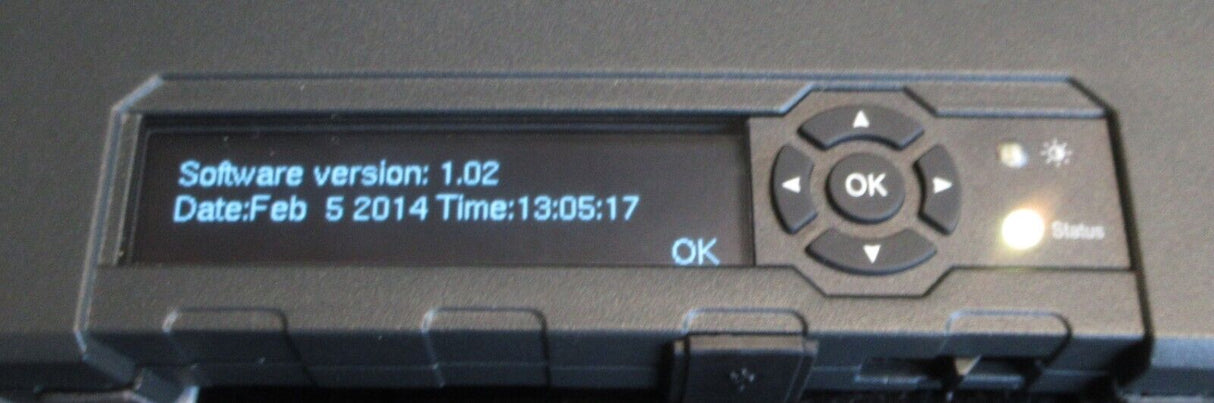 Software version: 1.02
Date:Feb  5 2014 Time:13:05:17
OK
OK
Status